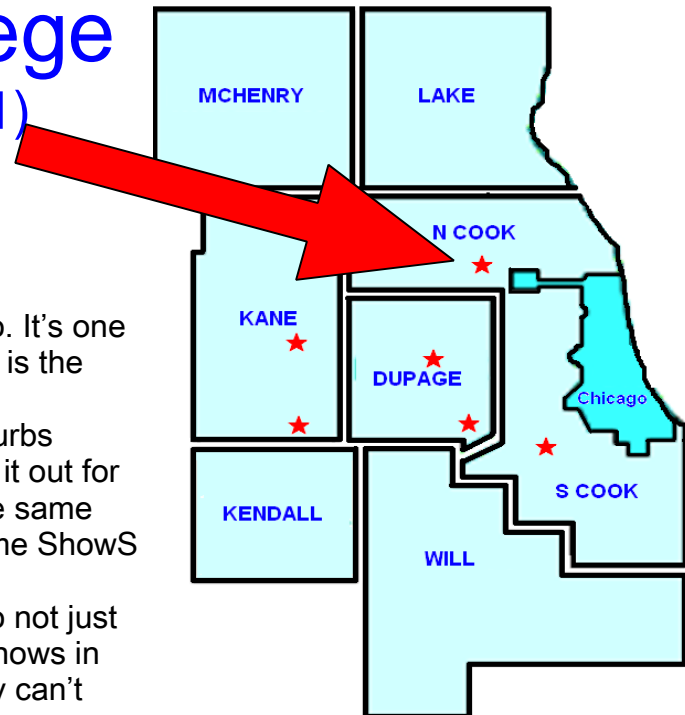 ege
)
o. It’s one
is the
urbs
it out for
e same
me ShowS
o not just
hows in
y can’t
MCHENRY
LAKE
N COOK
KANE
DUPAGE
Chicago
S COOK
KENDALL
WILL